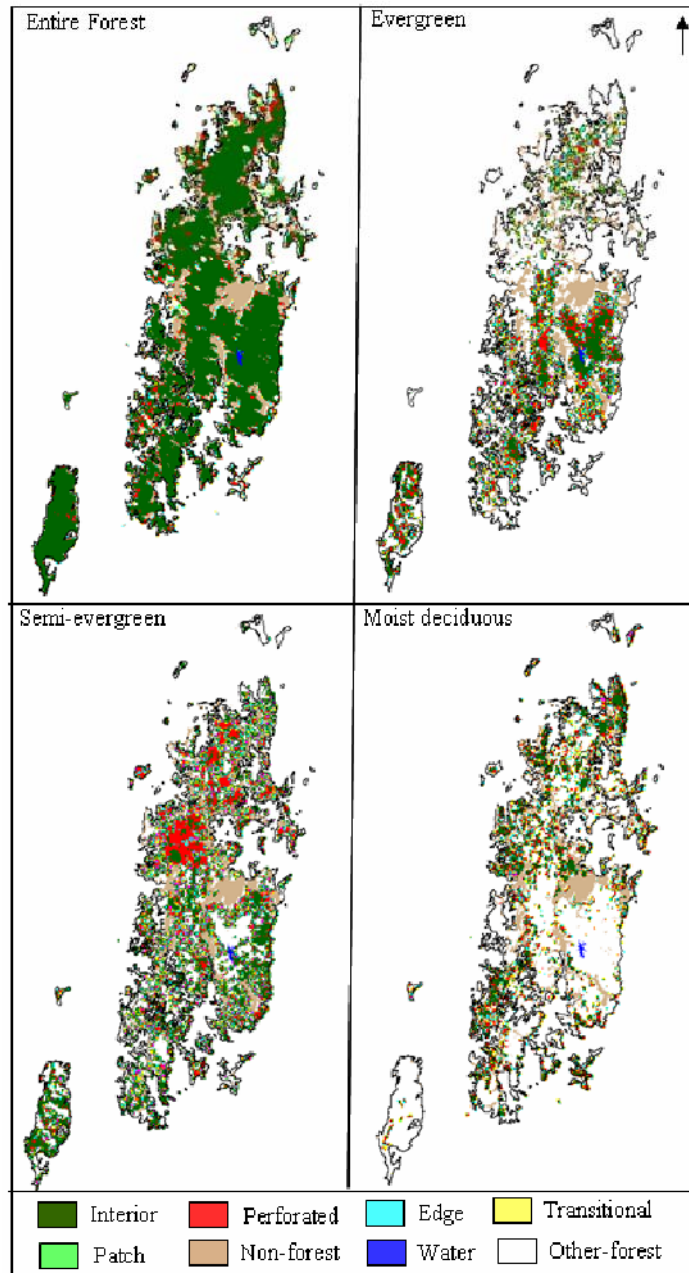 Entire Forest
Evergreen
Semi-evergreen
Moist deciduous
Interior
Perforated
Edge
Transitional
Patch
Non-forest
Water
Other-forest